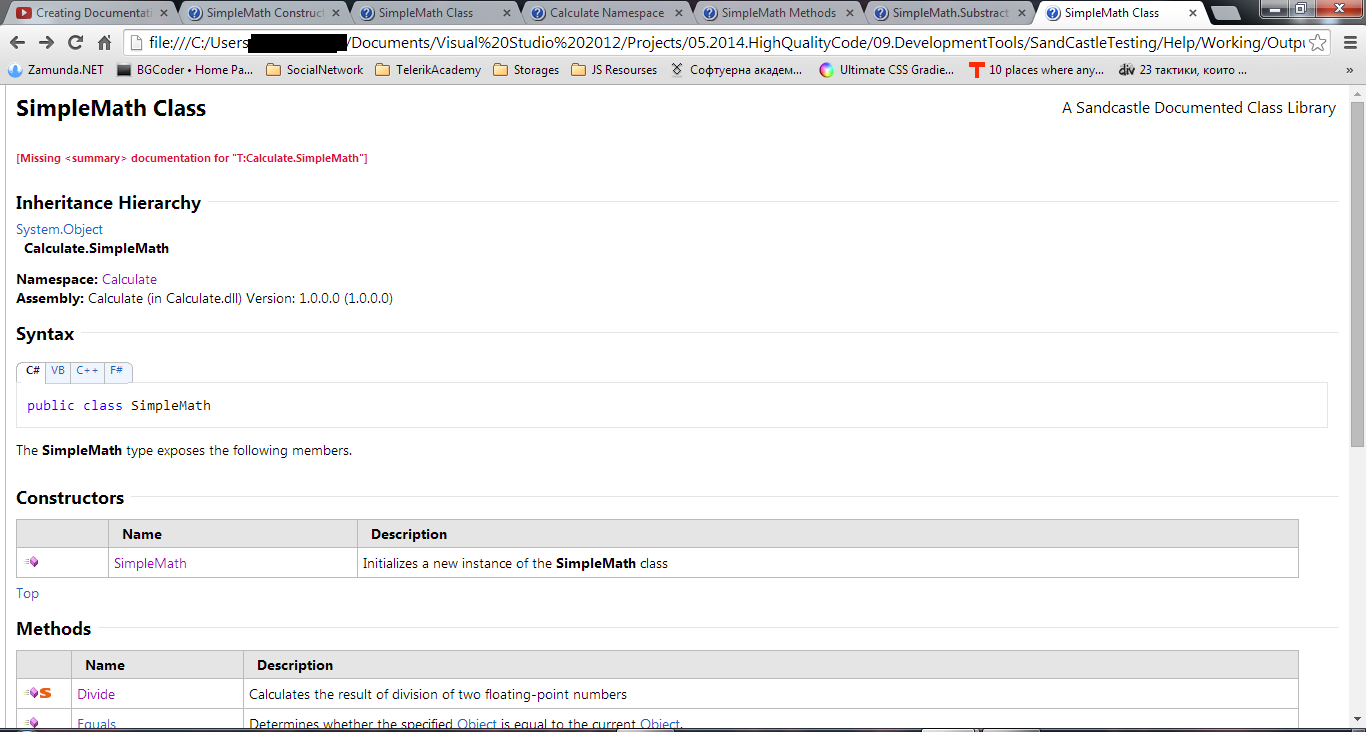 Creating Documentati
SimpleMath Construct
SimpleMath Class
Calculate Namespace
SimpleMath Methods
SimpleMath.Substract
SimpleMath Class
file:///C:/Users /Documents/Visual%20Studio%202012/Projects/05.2014.HighQualityCode/09.DevelopmentTools/SandCastleTesting/Help/Working/Outpu
Zamunda.NET BGCoder • Home Pa... SocialNetwork TelerikAcademy Storages JS Resourses Софтуерна академ... Ultimate CSS Gradie... 10 places where any... div 23 тактики, които ... »
SimpleMath Class
A Sandcastle Documented Class Library
[Missing <summary> documentation for "T:Calculate.SimpleMath"]
Inheritance Hierarchy
System.Object
Calculate.SimpleMath
Namespace: Calculate
Assembly: Calculate (in Calculate.dll) Version: 1.0.0.0 (1.0.0.0)
Syntax
C# VB C++ F#
public class SimpleMath
The SimpleMath type exposes the following members.
Constructors
Name Description
SimpleMath Initializes a new instance of the SimpleMath class
Top
Methods
Name Description
S Divide Calculates the result of division of two floating-point numbers
Equals Determines whether the specified Object is equal to the current Object.